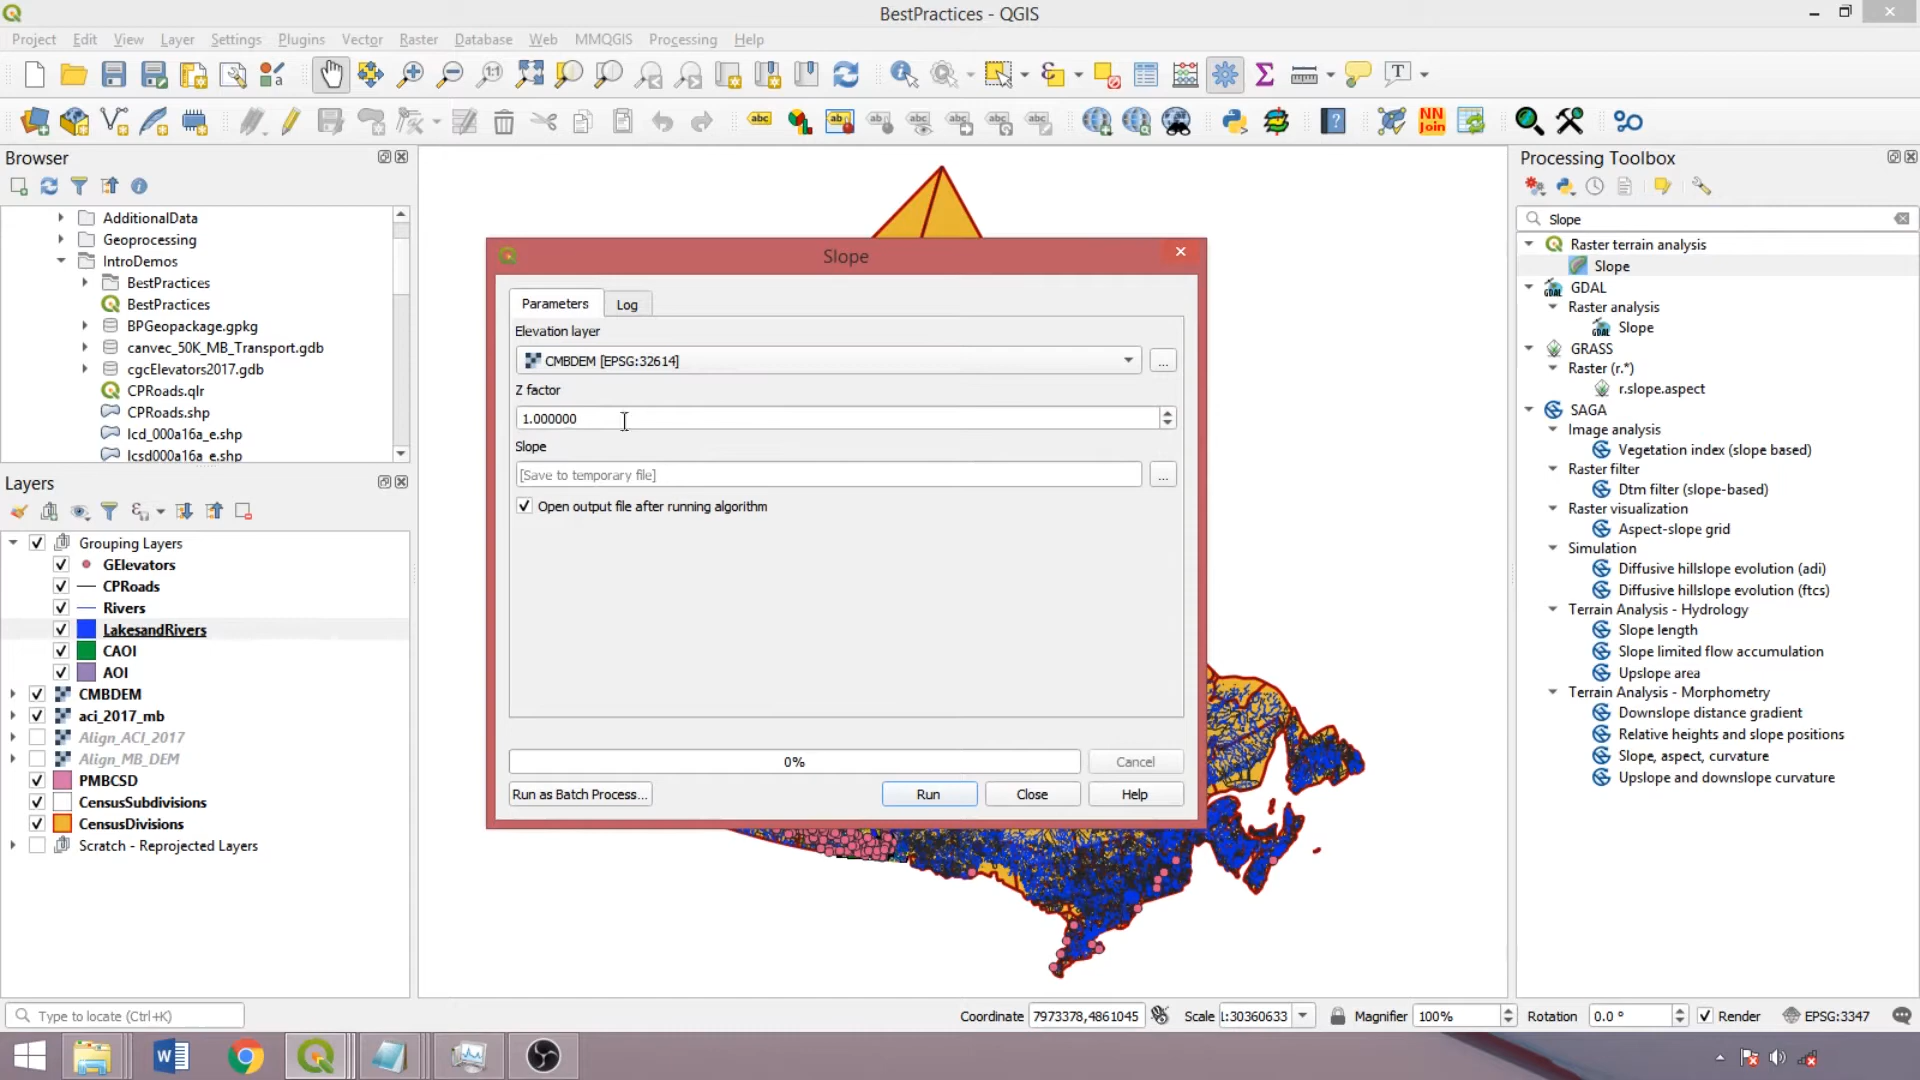 BestPractices - QGIS
Project Edit View Layer Settings Plugins Vector Raster Database Web MMQGIS Processing Help
Browser
AdditionalData
Geoprocessing
IntroDemos
BestPractices
BestPractices
BPGeopackage.gpkg
canvec_50K_MB_Transport.gdb
cgcElevators2017.gdb
CPRoads.qlr
CPRoads.shp
lcd_000a16a_e.shp
lcsd000a16a_e.shp
Layers
Grouping Layers
GElevators
CPRoads
Rivers
LakesandRivers
CAOI
AOI
CMBDEM
aci_2017_mb
Align_ACI_2017
Align_MB_DEM
PMBCSD
CensusSubdivisions
CensusDivisions
Scratch - Reprojected Layers
Slope
Parameters Log
Elevation layer
CMBDEM [EPSG:32614]
...
Z factor
1.000000
Slope
[Save to temporary file]
...
Open output file after running algorithm
0%
Cancel
Run as Batch Process...
Run
Close
Help
Processing Toolbox
Slope
Raster terrain analysis
Slope
GDAL
Raster analysis
Slope
GRASS
Raster (r.*)
r.slope.aspect
SAGA
Image analysis
Vegetation index (slope based)
Raster filter
Dtm filter (slope-based)
Raster visualization
Aspect-slope grid
Simulation
Diffusive hillslope evolution (adi)
Diffusive hillslope evolution (ftcs)
Terrain Analysis - Hydrology
Slope length
Slope limited flow accumulation
Upslope area
Terrain Analysis - Morphometry
Downslope distance gradient
Relative heights and slope positions
Slope, aspect, curvature
Upslope and downslope curvature
Type to locate (Ctrl+K)
Coordinate 7973378,4861045 Scale 1:30360633 Magnifier 100% Rotation 0.0 ° Render EPSG:3347